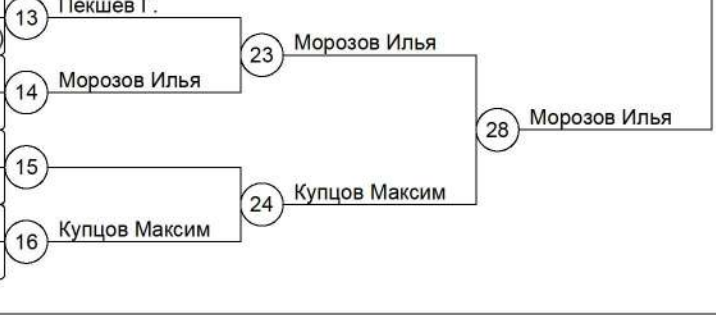 13 Пекшев Г.
23 Морозов Илья
14 Морозов Илья
28 Морозов Илья
15
24 Купцов Максим
16 Купцов Максим